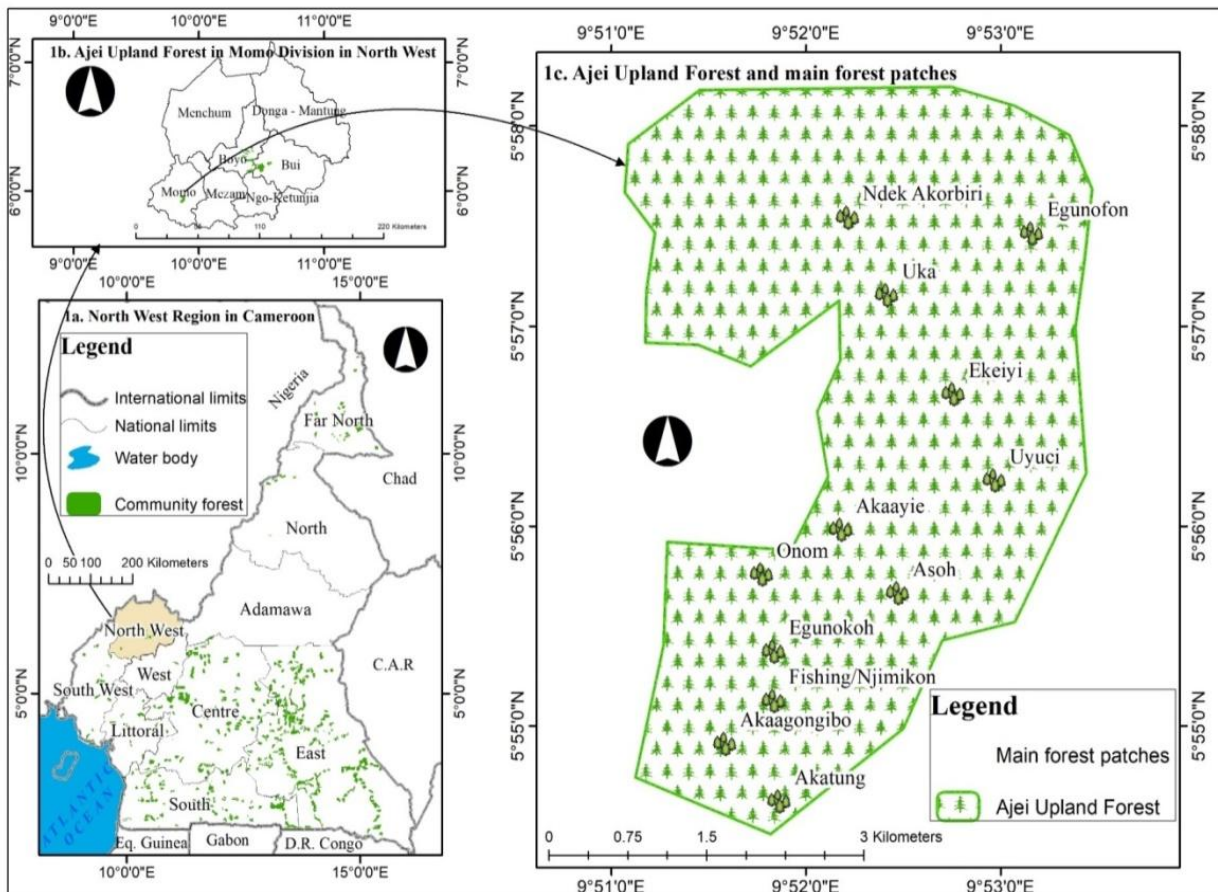 9°0'0"E
10°0'0"E
11°0'0"E
1b. Ajei Upland Forest in Momo Division in North West
7°0'0"N
7°0'0"N
6°0'0"N
6°0'0"N
Menchum
Donga - Mantung
Boyo
Bui
Momo
Mezam
Ngo-Ketunjia
0
110
220 Kilometers
9°0'0"E
10°0'0"E
11°0'0"E
10°0'0"E
15°0'0"E
1a. North West Region in Cameroon
Legend
International limits
National limits
Water body
Community forest
0 50 100 200 Kilometers
10°0'0"N
10°0'0"N
5°0'0"N
5°0'0"N
Nigeria
Far North
Chad
North
Adamawa
North West
C.A.R
West
South West
Centre
Littoral
East
South
ATLANTIC
OCEAN
Eq. Guinea
Gabon
D.R. Congo
10°0'0"E
15°0'0"E
9°51'0"E
9°52'0"E
9°53'0"E
1c. Ajei Upland Forest and main forest patches
5°58'0"N
5°58'0"N
5°57'0"N
5°57'0"N
5°56'0"N
5°56'0"N
5°55'0"N
5°55'0"N
Ndek Akorbiri
Egunofon
Uka
Ekeiyi
Uyuci
Akaayie
Onom
Asoh
Egunokoh
Fishing/Njimikon
Akaagongibo
Akatung
Legend
Main forest patches
Ajei Upland Forest
0
0.75
1.5
3 Kilometers
9°51'0"E
9°52'0"E
9°53'0"E